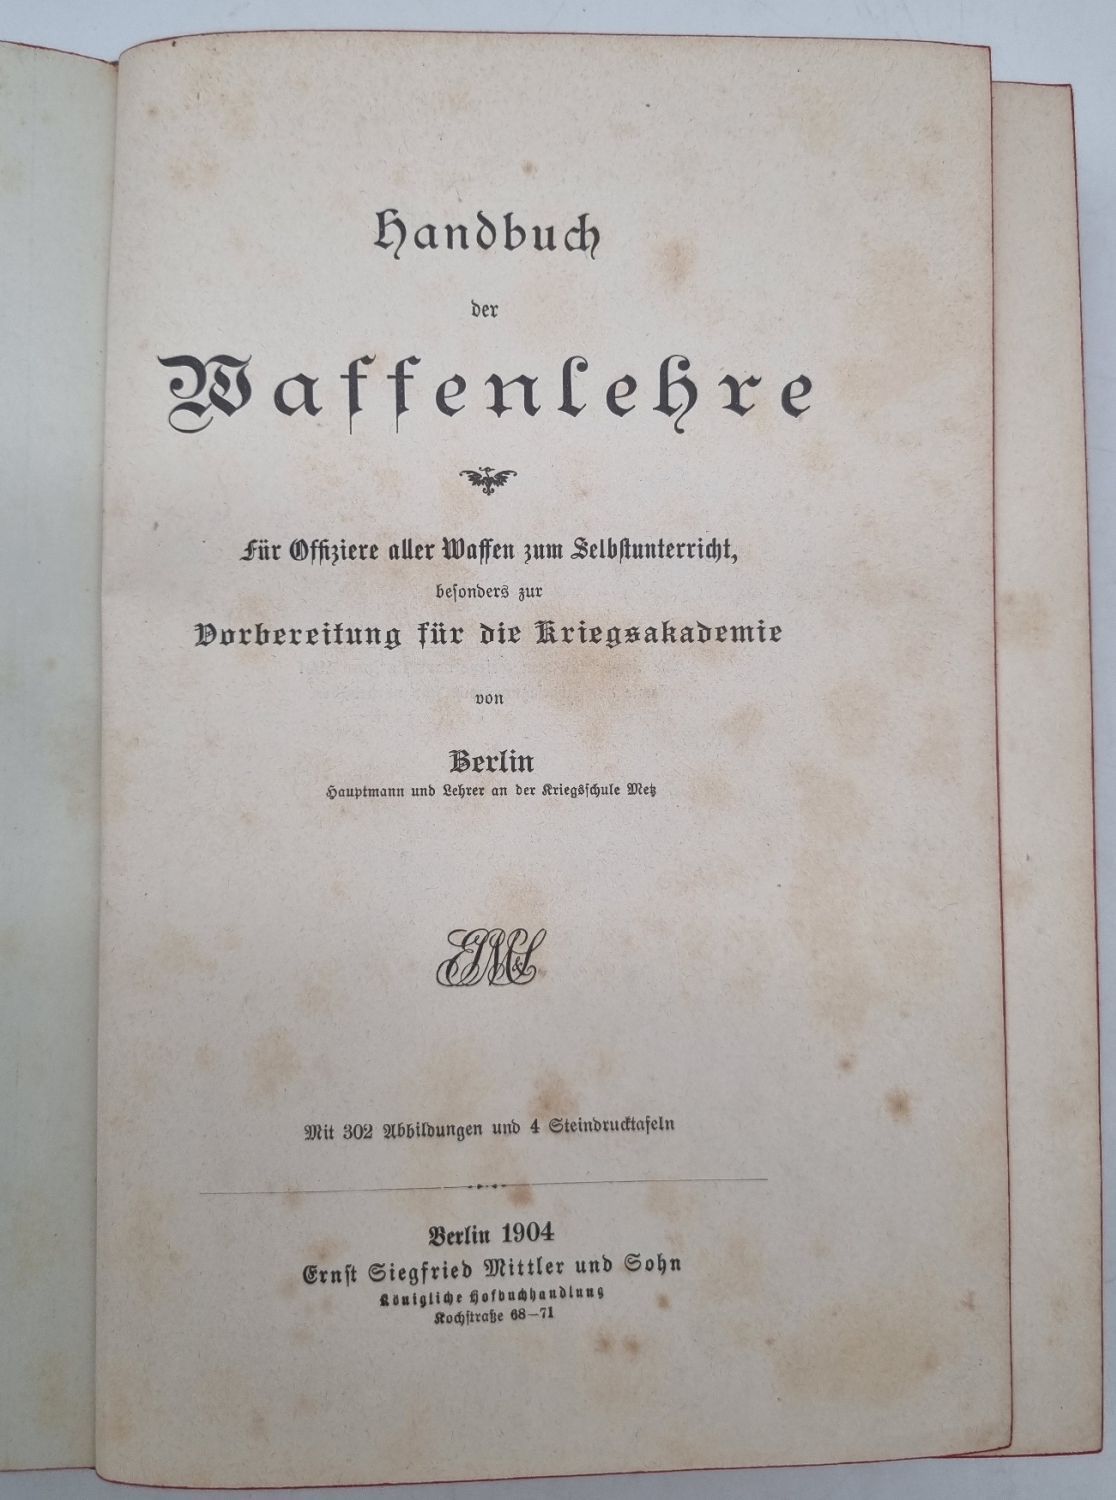 Handbuch
der
Waffenlehre
Für Offiziere aller Waffen zum Selbstunterricht,
besonders zur
Vorbereitung für die Kriegsakademie
von
Berlin
Hauptmann und Lehrer an der Kriegsschule Metz
Mit 302 Abbildungen und 4 Steindrucktafeln
Berlin 1904
Ernst Siegfried Mittler und Sohn
Königliche Hofbuchhandlung
Kochstraße 68–71